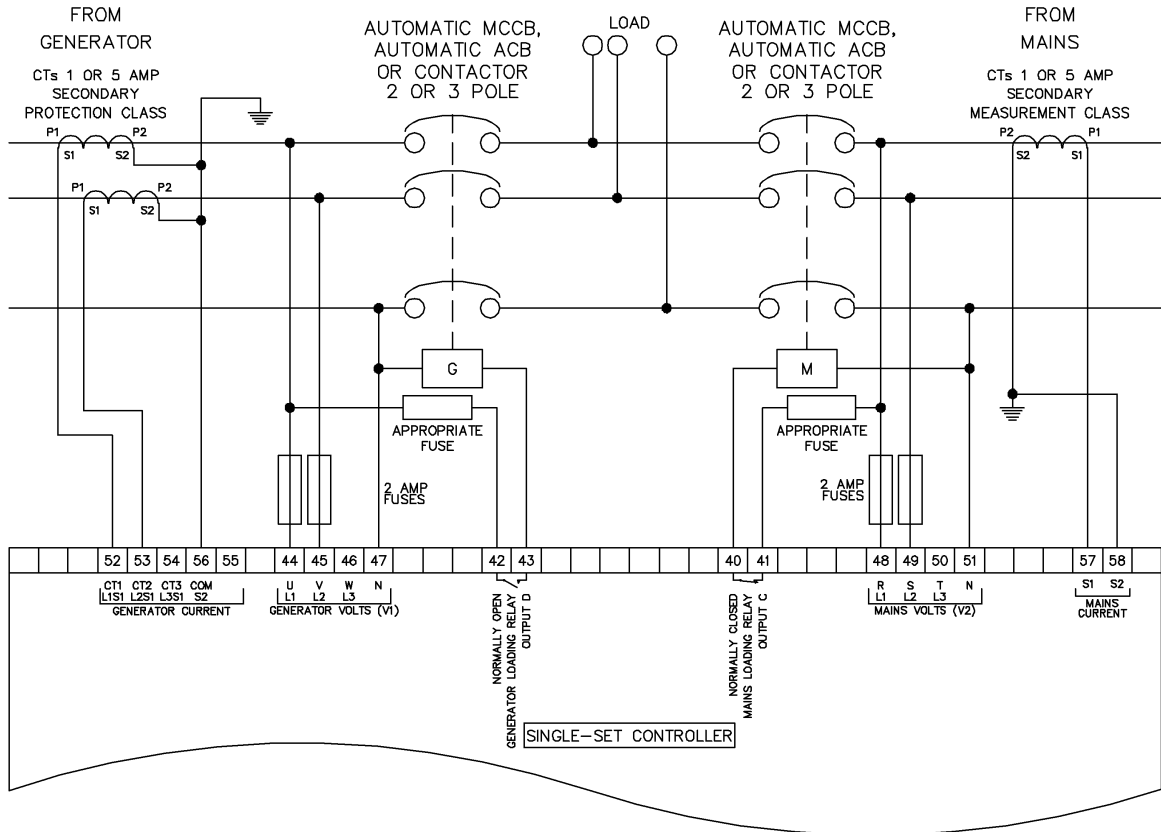 FROM
GENERATOR
CTs 1 OR 5 AMP
SECONDARY
PROTECTION CLASS
P1
P2
S1
S2
P1
P2
S1
S2
AUTOMATIC MCCB,
AUTOMATIC ACB
OR CONTACTOR
2 OR 3 POLE
LOAD
AUTOMATIC MCCB,
AUTOMATIC ACB
OR CONTACTOR
2 OR 3 POLE
FROM
MAINS
CTs 1 OR 5 AMP
SECONDARY
MEASUREMENT CLASS
P2
P1
S2
S1
G
M
APPROPRIATE
FUSE
APPROPRIATE
FUSE
2 AMP
FUSES
2 AMP
FUSES
52 53 54 56 55 44 45 46 47 42 43 40 41 48 49 50 51 57 58
CT1 CT2 CT3 COM
L1S1 L2S1 L3S1 S2
GENERATOR CURRENT
U V W N
L1 L2 L3
GENERATOR VOLTS (V1)
NORMALLY OPEN
GENERATOR LOADING RELAY
OUTPUT D
NORMALLY CLOSED
MAINS LOADING RELAY
OUTPUT C
R S T N
L1 L2 L3
MAINS VOLTS (V2)
S1 S2
MAINS
CURRENT
SINGLE-SET CONTROLLER